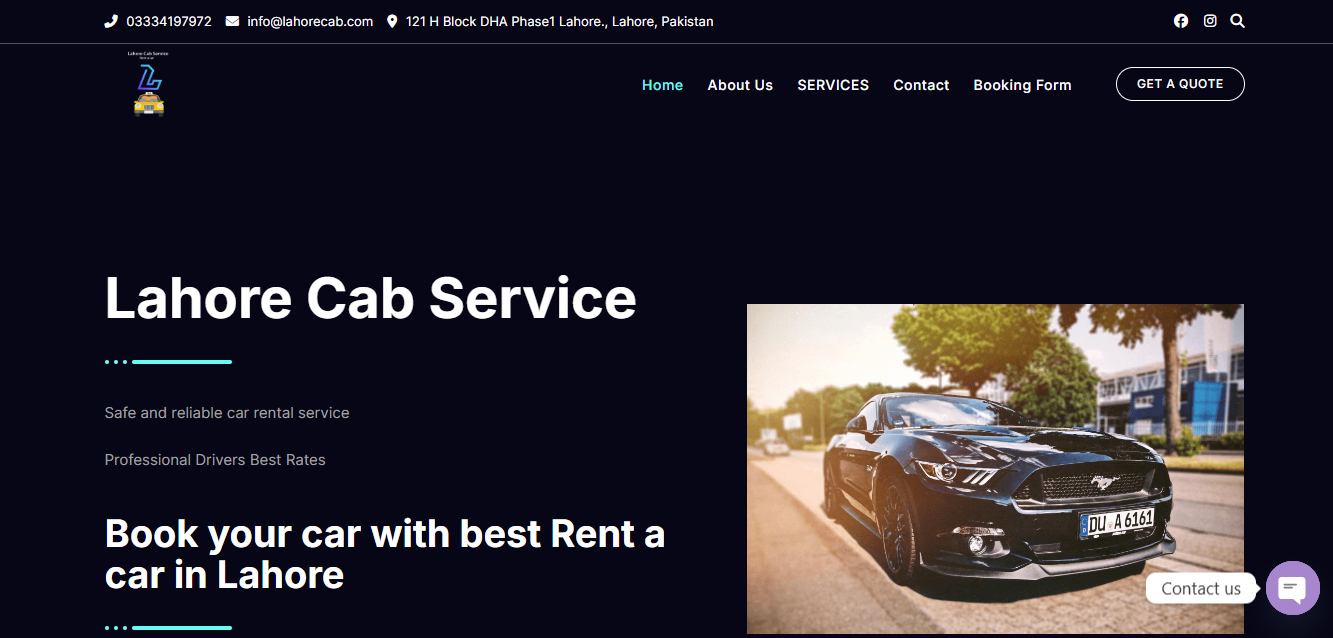 03334197972 info@lahorecab.com 121 H Block DHA Phase1 Lahore., Lahore, Pakistan
Lahore Cab Service
Rent a car
Home About Us SERVICES Contact Booking Form GET A QUOTE
Lahore Cab Service
Safe and reliable car rental service
Professional Drivers Best Rates
Book your car with best Rent a
car in Lahore
DU A 6161
Contact us